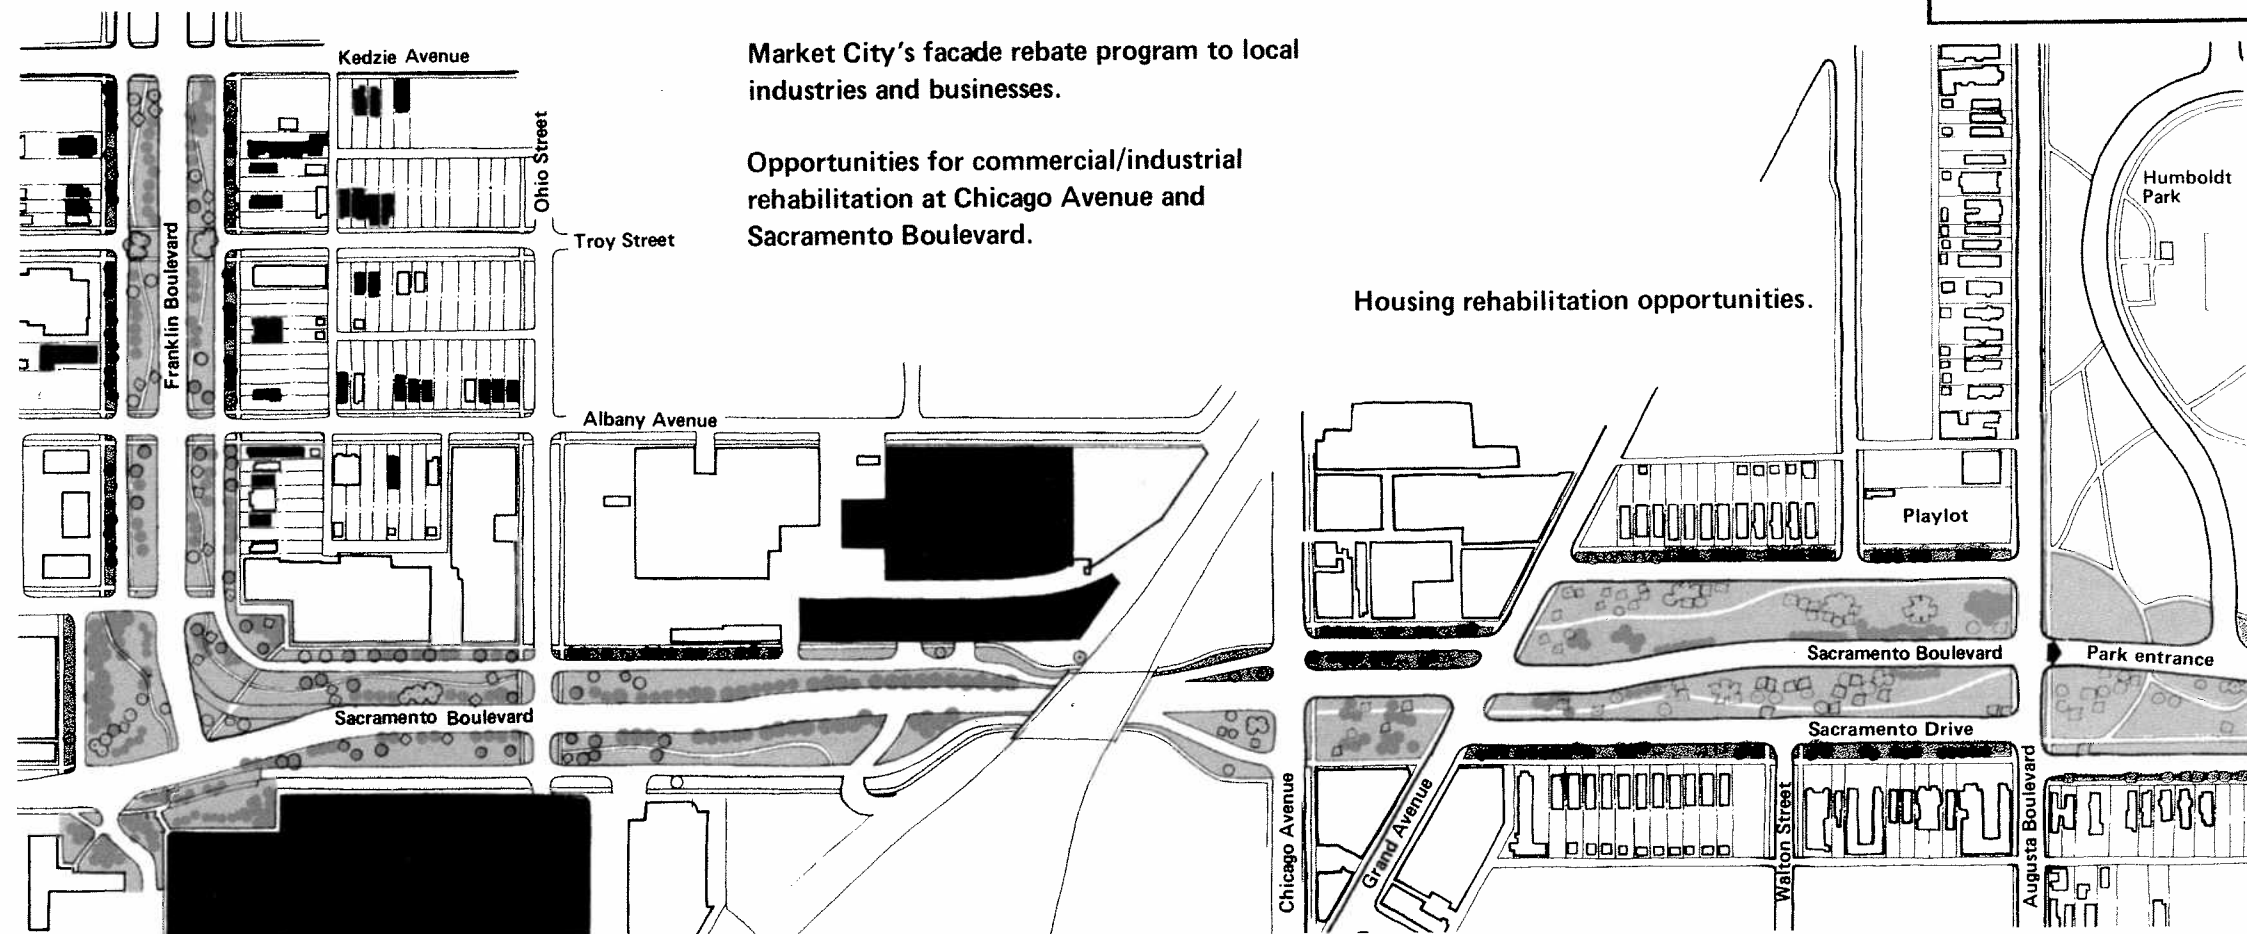 Kedzie Avenue
Market City's facade rebate program to local
industries and businesses.
Opportunities for commercial/industrial
rehabilitation at Chicago Avenue and
Sacramento Boulevard.
Ohio Street
Humboldt
Park
Franklin Boulevard
Troy Street
Housing rehabilitation opportunities.
Albany Avenue
Playlot
Sacramento Boulevard
Park entrance
Sacramento Boulevard
Sacramento Drive
Chicago Avenue
Grand Avenue
Walton Street
Augusta Boulevard